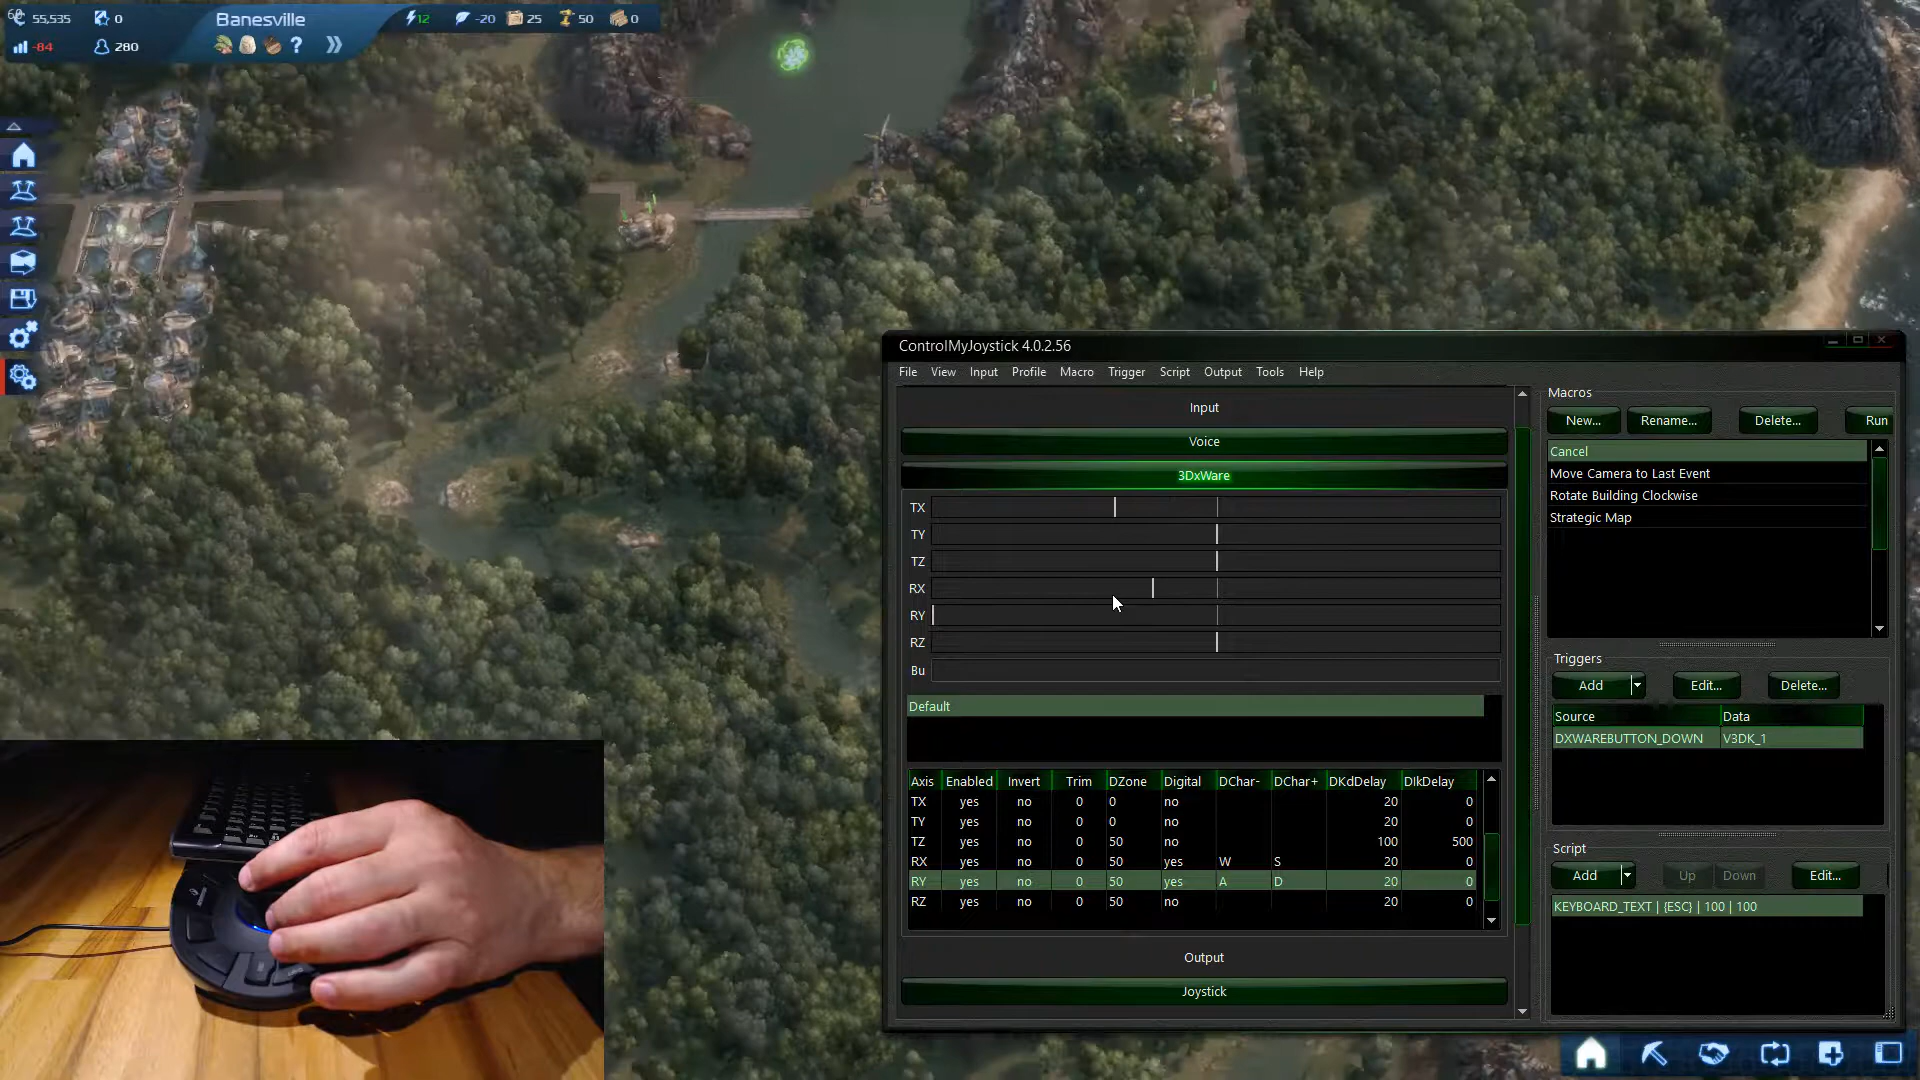 60
55,535
0
Banesville
12
-20
25
50
0
-84
280
?
ControlMyJoystick 4.0.2.56
File View Input Profile Macro Trigger Script Output Tools Help
Input
Voice
3DxWare
TX
TY
TZ
RX
RY
RZ
Bu
Default
Axis Enabled Invert Trim DZone Digital DChar- DChar+ DKdDelay DIkDelay
TX yes no 0 0 no 20 0
TY yes no 0 0 no 20 0
TZ yes no 0 50 no 100 500
RX yes no 0 50 yes W S 20 0
RY yes no 0 50 yes A D 20 0
RZ yes no 0 50 no 20 0
Output
Joystick
Macros
New... Rename... Delete... Run
Cancel
Move Camera to Last Event
Rotate Building Clockwise
Strategic Map
Triggers
Add Edit... Delete...
Source Data
DXWAREBUTTON_DOWN V3DK_1
Script
Add Up Down Edit...
KEYBOARD_TEXT | {ESC} | 100 | 100